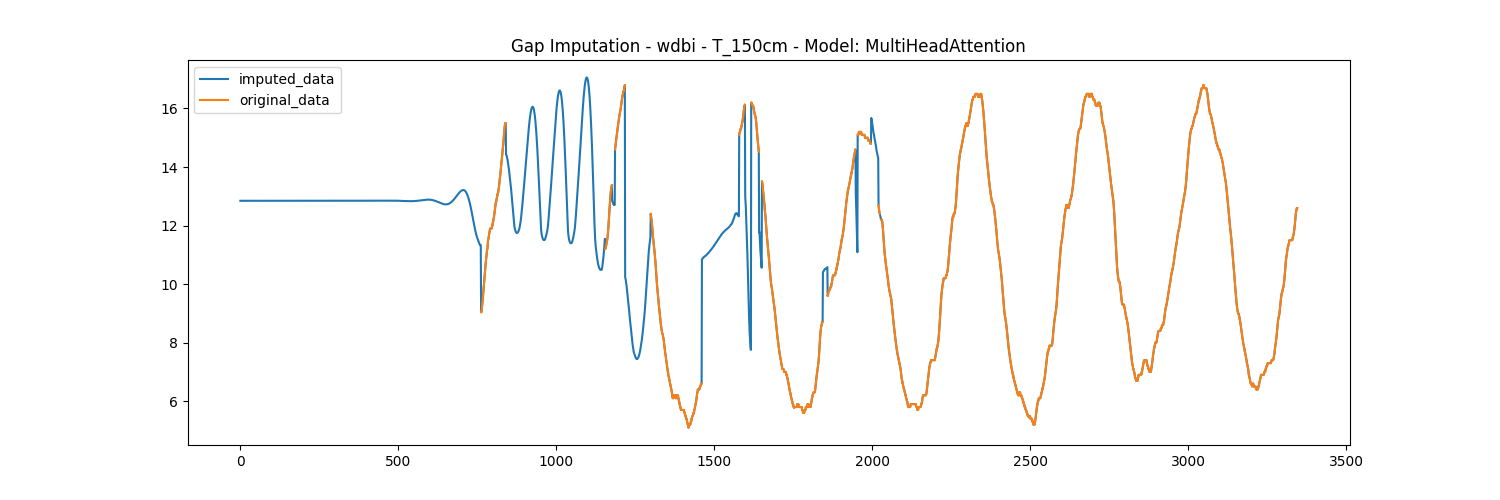 Gap Imputation - wdbi - T_150cm - Model: MultiHeadAttention
imputed_data
original_data
16
14
12
10
8
6
0 500 1000 1500 2000 2500 3000 3500